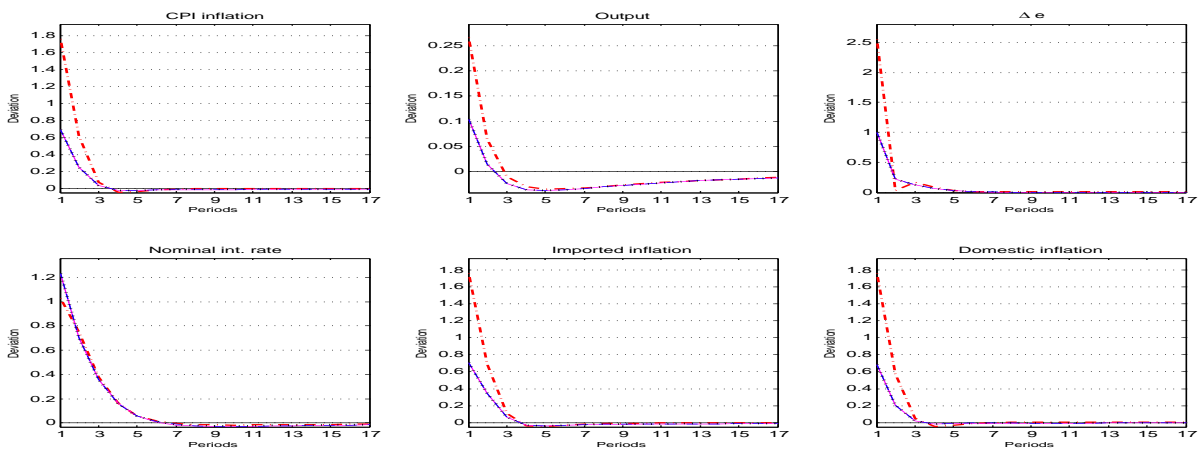 CPI inflation
Deviation
1.8
1.6
1.4
1.2
1
0.8
0.6
0.4
0.2
0
1 3 5 7 9 11 13 15 17
Periods
Output
Deviation
0.25
0.2
0.15
0.1
0.05
0
1 3 5 7 9 11 13 15 17
Periods
Δ e
Deviation
2.5
2
1.5
1
0.5
0
1 3 5 7 9 11 13 15 17
Periods
Nominal int. rate
Deviation
1.2
1
0.8
0.6
0.4
0.2
0
1 3 5 7 9 11 13 15 17
Periods
Imported inflation
Deviation
1.8
1.6
1.4
1.2
1
0.8
0.6
0.4
0.2
0
1 3 5 7 9 11 13 15 17
Periods
Domestic inflation
Deviation
1.8
1.6
1.4
1.2
1
0.8
0.6
0.4
0.2
0
1 3 5 7 9 11 13 15 17
Periods